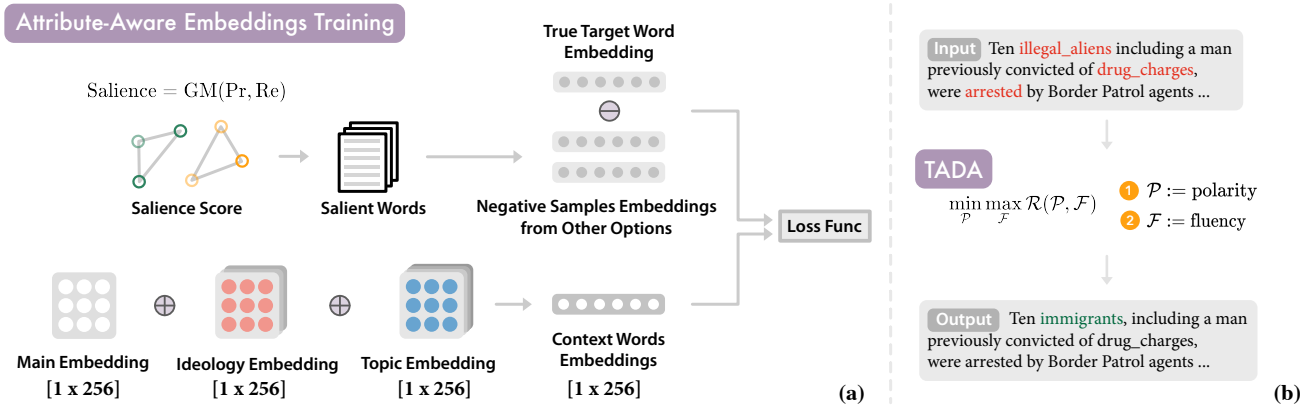 Attribute-Aware Embeddings Training
Salience = GM(Pr, Re)
Salience Score
Salient Words
True Target Word
Embedding
Negative Samples Embeddings
from Other Options
Loss Func
Main Embedding
[1 x 256]
Ideology Embedding
[1 x 256]
Topic Embedding
[1 x 256]
Context Words
Embeddings
[1 x 256]
(a)
Input Ten illegal_aliens including a man
previously convicted of drug_charges,
were arrested by Border Patrol agents ...
TADA
min max R(P, F)
P F
1 P := polarity
2 F := fluency
Output Ten immigrants, including a man
previously convicted of drug_charges,
were arrested by Border Patrol agents ...
(b)